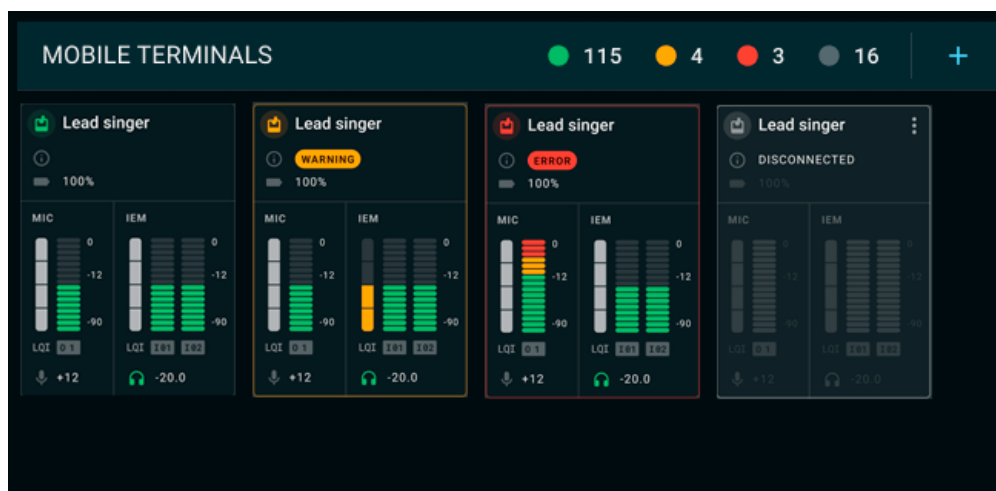 MOBILE TERMINALS 115 4 3 16 +
Lead singer
100%
MIC IEM
0 0
-12 -12
-90 -90
LQI O 1 LQI I01 I02
+12 -20.0
Lead singer
WARNING
100%
MIC IEM
0 0
-12 -12
-90 -90
LQI O 1 LQI I01 I02
+12 -20.0
Lead singer
ERROR
100%
MIC IEM
0 0
-12 -12
-90 -90
LQI O 1 LQI I01 I02
+12 -20.0
Lead singer
DISCONNECTED
100%
MIC IEM
0 0
-12 -12
-90 -90
LQI O 1 LQI I01 I02
+12 -20.0